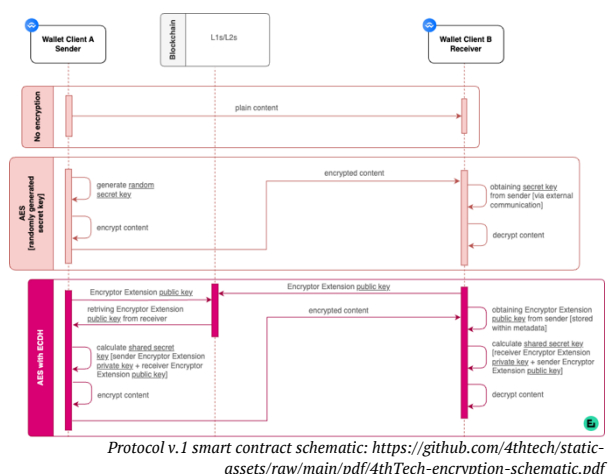 Wallet Client A
Sender
Blockchain
L1s/L2s
Wallet Client B
Receiver
No encryption
plain content
AES
[randomly generated
secret key]
generate random
secret key
encrypt content
encrypted content
obtaining secret key
from sender [via external
communication]
decrypt content
AES with ECDH
Encryptor Extension public key
Encryptor Extension public key
retriving Encryptor Extension
public key from receiver
encrypted content
obtaining Encryptor Extension
public key from sender [stored
within metadata]
calculate shared secret
key [sender Encryptor Extension
private key + receiver Encryptor
Extension public key]
calculate shared secret key
[receiver Encryptor Extension
private key + sender Encryptor
Extension public key]
encrypt content
decrypt content
Protocol v.1 smart contract schematic: https://github.com/4thtech/static-
assets/raw/main/pdf/4thTech-encryption-schematic.pdf